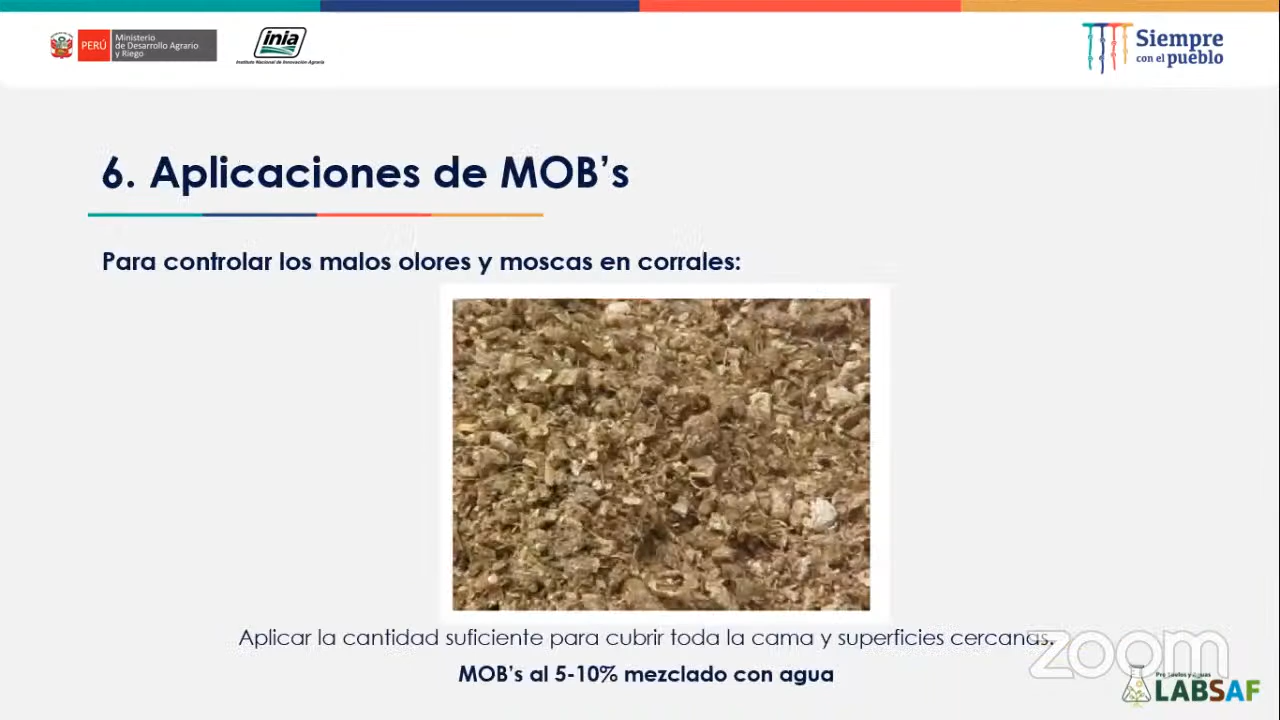 PERÚ
Ministerio
de Desarrollo Agrario
y Riego
inia
Instituto Nacional de Innovación Agraria
Siempre
con el pueblo
6. Aplicaciones de MOB's
Para controlar los malos olores y moscas en corrales:
Aplicar la cantidad suficiente para cubrir toda la cama y superficies cercanas.
MOB's al 5-10% mezclado con agua
zoom
LABSAF